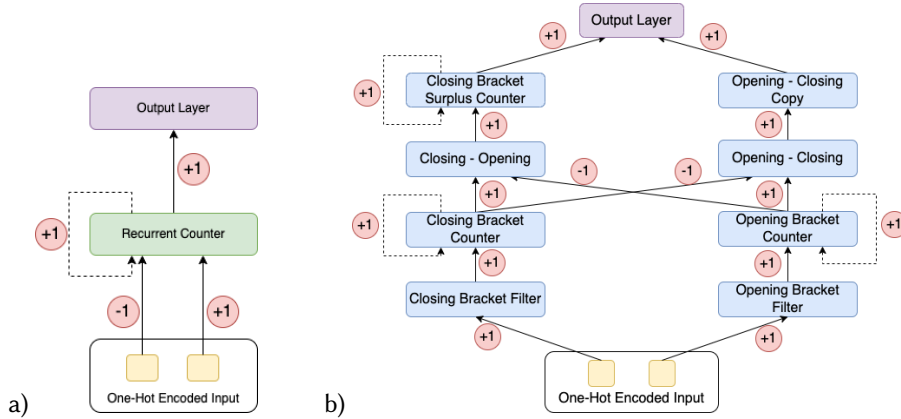 Output Layer
+1
+1
Recurrent Counter
-1
+1
One-Hot Encoded Input
a)
Output Layer
+1
+1
Closing Bracket
Surplus Counter
+1
Opening - Closing
Copy
+1
+1
Closing - Opening
Opening - Closing
-1
-1
+1
+1
Closing Bracket
Counter
+1
Opening Bracket
Counter
+1
+1
+1
Closing Bracket Filter
Opening Bracket
Filter
+1
+1
One-Hot Encoded Input
b)